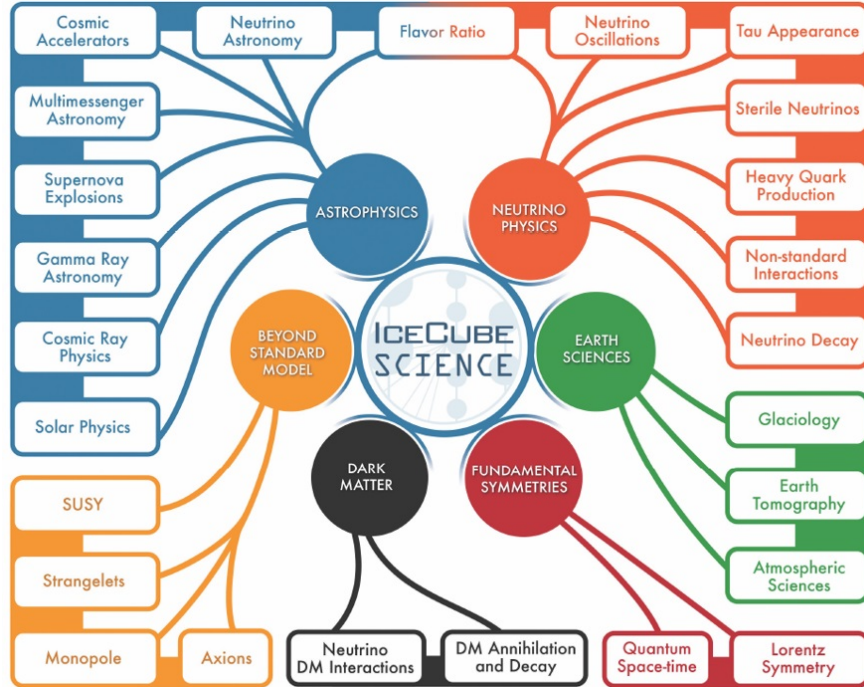 Cosmic
Accelerators
Neutrino
Astronomy
Flavor Ratio
Neutrino
Oscillations
Tau Appearance
Multimessenger
Astronomy
Sterile Neutrinos
Supernova
Explosions
Heavy Quark
Production
ASTROPHYSICS
NEUTRINO
PHYSICS
Gamma Ray
Astronomy
Non-standard
Interactions
Cosmic Ray
Physics
BEYOND
STANDARD
MODEL
ICECUBE
SCIENCE
EARTH
SCIENCES
Neutrino Decay
Solar Physics
Glaciology
DARK
MATTER
FUNDAMENTAL
SYMMETRIES
SUSY
Earth
Tomography
Strangelets
Atmospheric
Sciences
Monopole
Axions
Neutrino
DM Interactions
DM Annihilation
and Decay
Quantum
Space-time
Lorentz
Symmetry